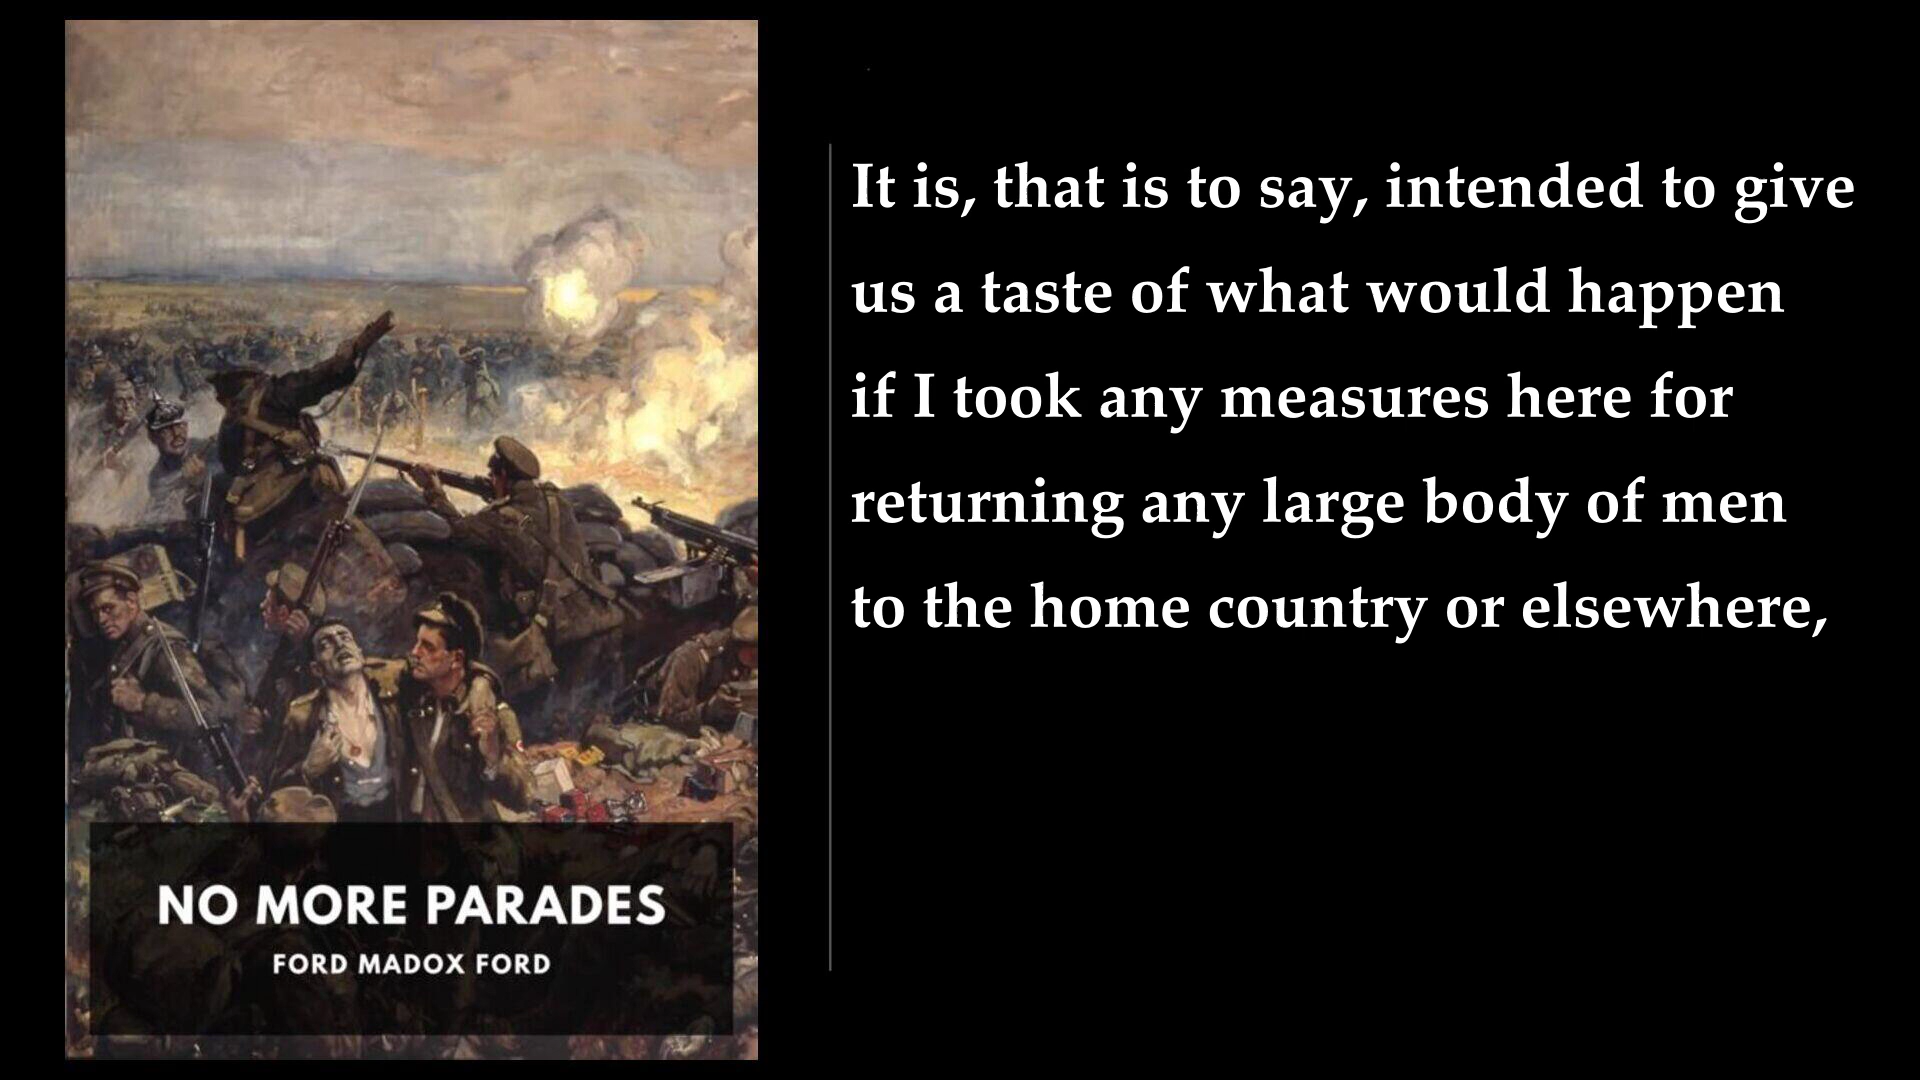 It is, that is to say, intended to give
us a taste of what would happen
if I took any measures here for
returning any large body of men
to the home country or elsewhere,
NO MORE PARADES
FORD MADOX FORD